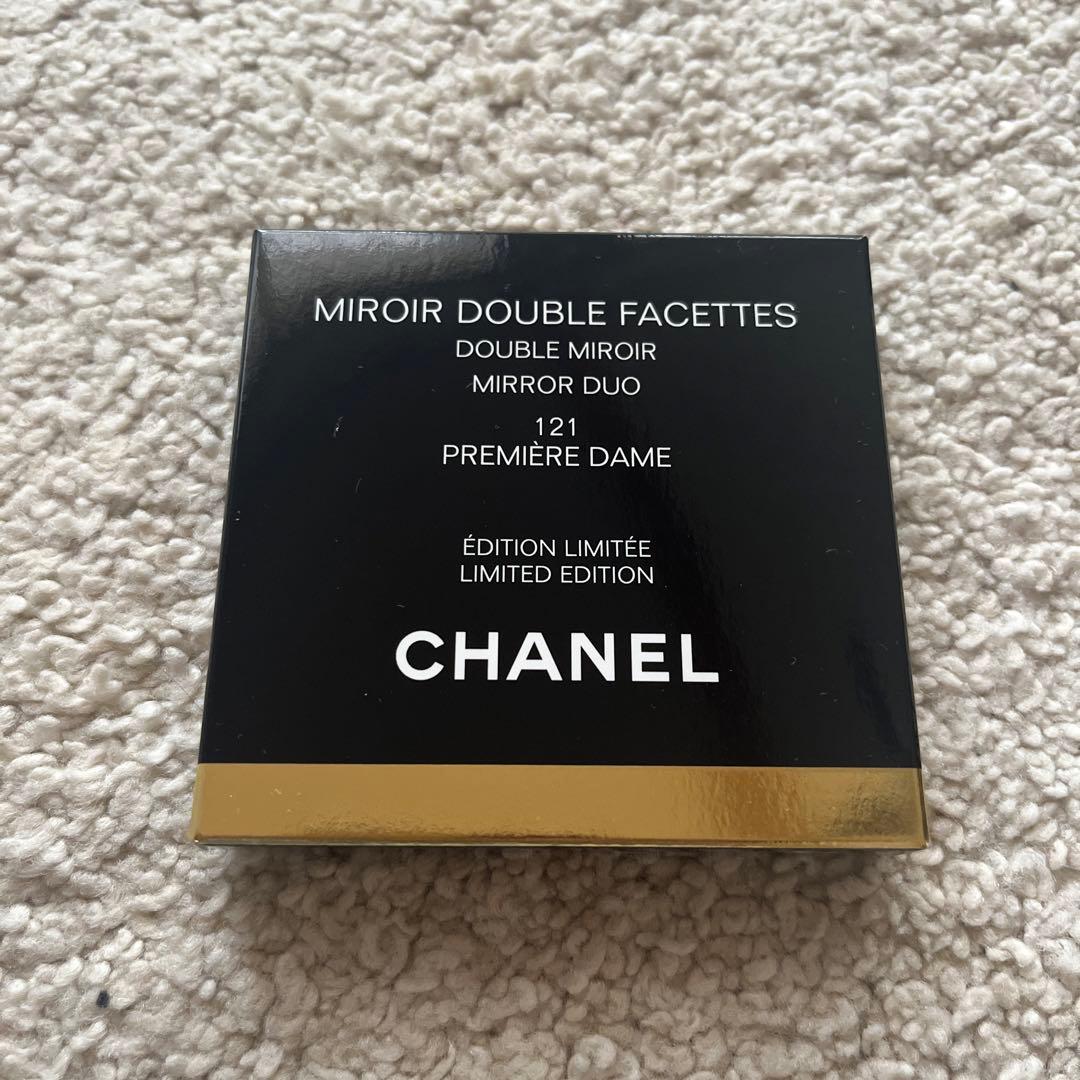 MIROIR DOUBLE FACETTES
DOUBLE MIROIR
MIRROR DUO
121
PREMIÈRE DAME
ÉDITION LIMITÉE
LIMITED EDITION
CHANEL